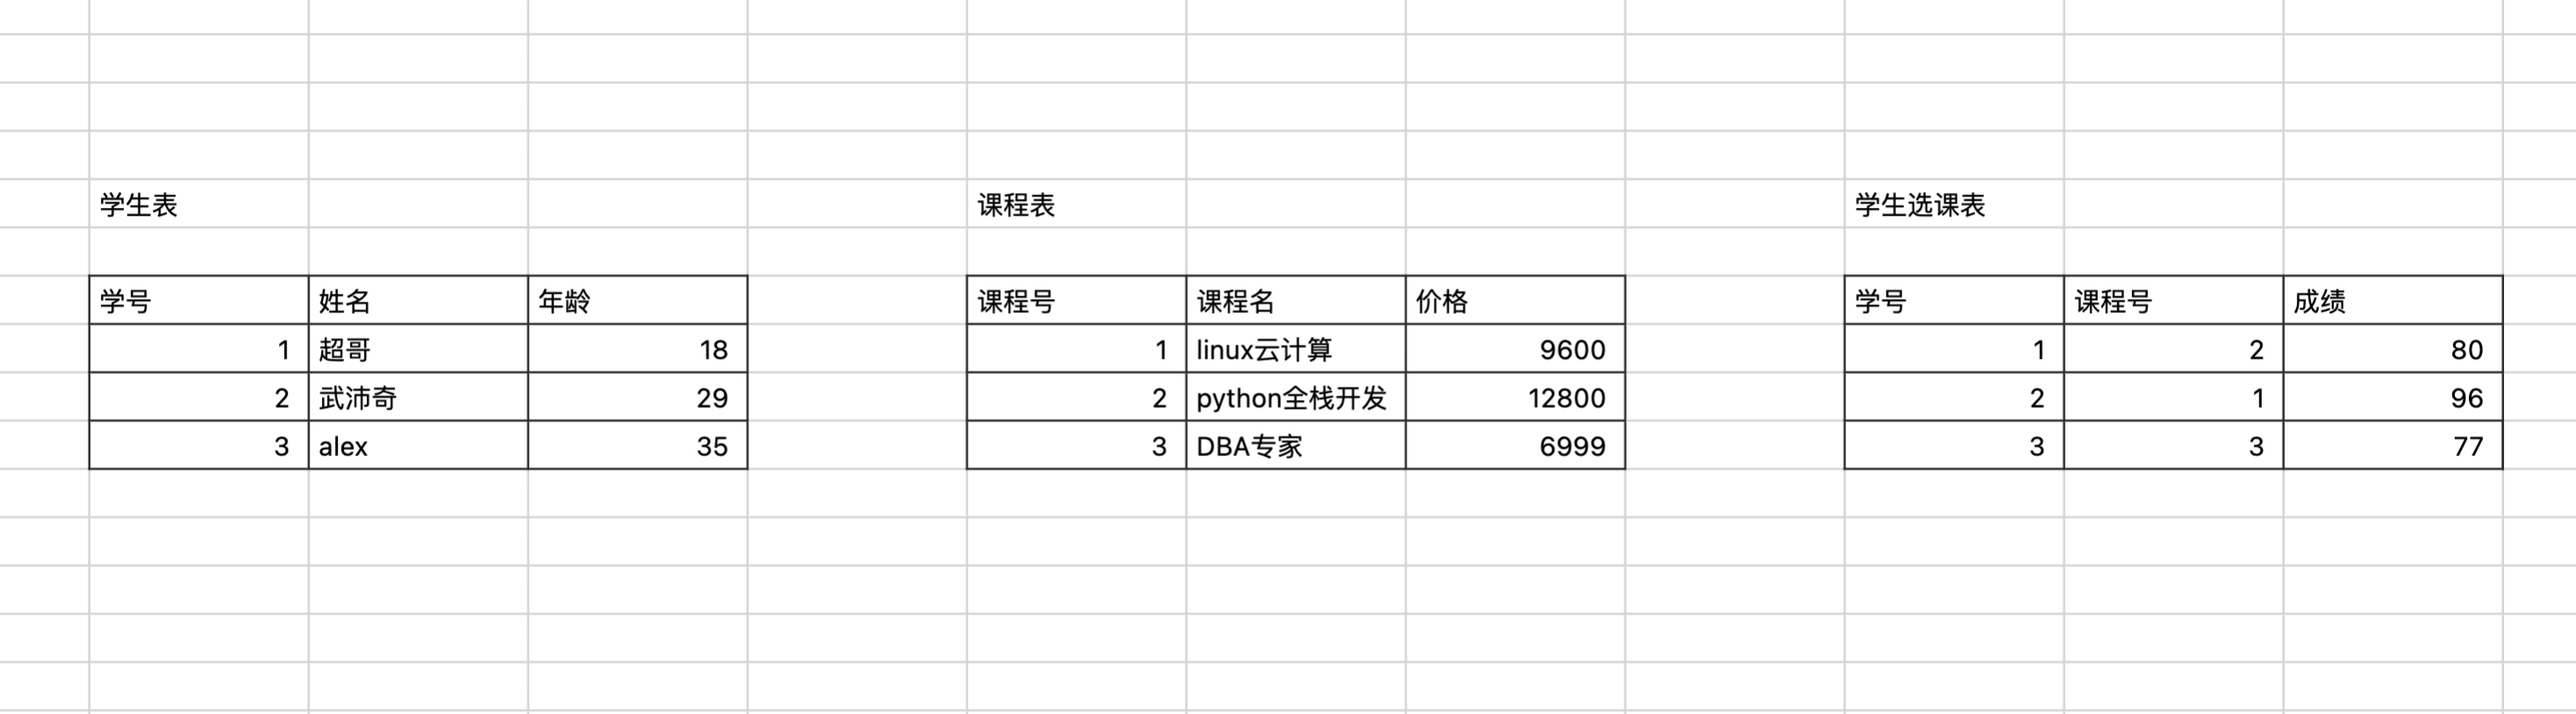 学生表 课程表 学生选课表
学号 姓名 年龄 课程号 课程名 价格 学号 课程号 成绩
1 超哥 18 1 linux云计算 9600 1 2 80
2 武沛奇 29 2 python全栈开发 12800 2 1 96
3 alex 35 3 DBA专家 6999 3 3 77